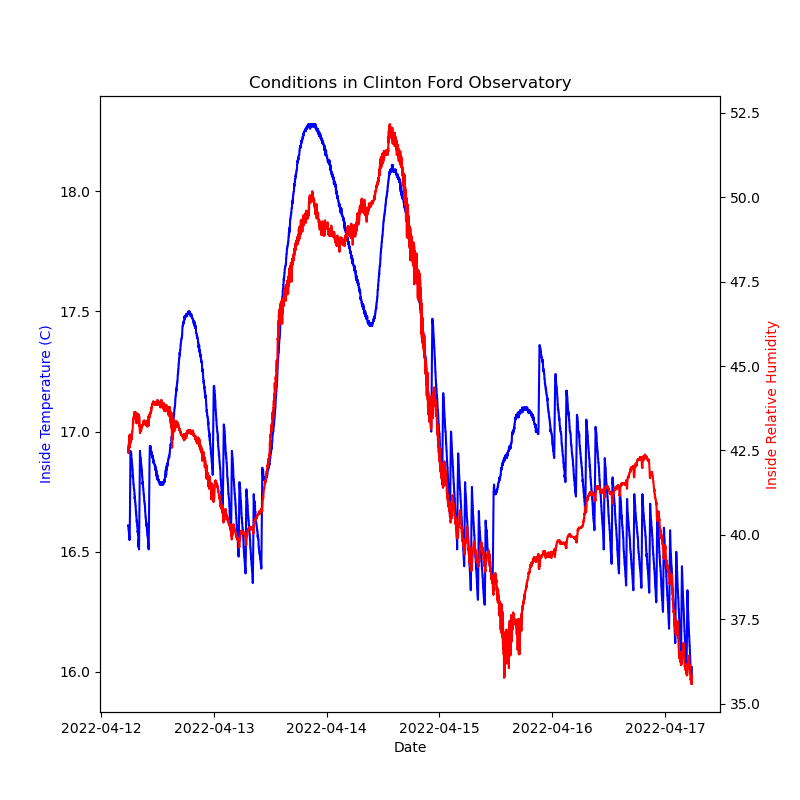 Conditions in Clinton Ford Observatory
Inside Temperature (C)
18.0
17.5
17.0
16.5
16.0
52.5
50.0
47.5
45.0
42.5
40.0
37.5
35.0
Inside Relative Humidity
2022-04-12 2022-04-13 2022-04-14 2022-04-15 2022-04-16 2022-04-17
Date